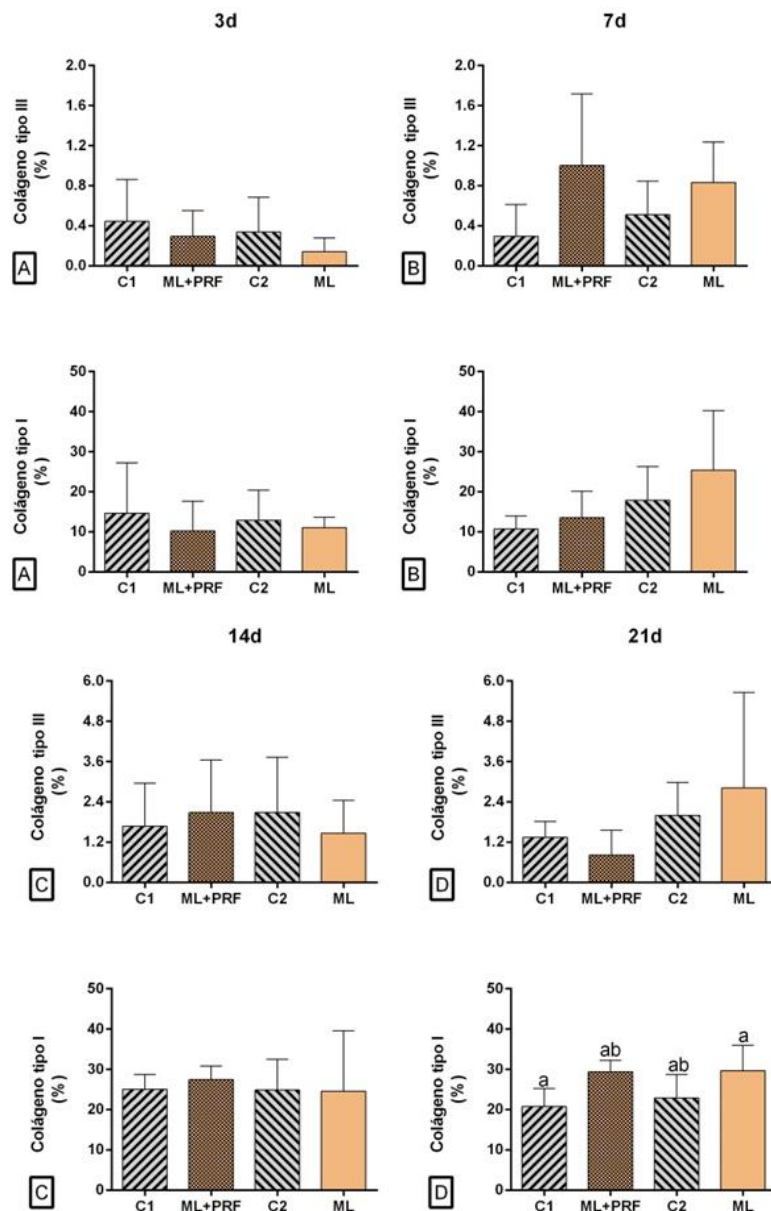 3d
7d
Colágeno tipo III
(%)
2.0
1.6
1.2
0.8
0.4
0.0
A
C1 ML+PRF C2 ML
Colágeno tipo III
(%)
2.0
1.6
1.2
0.8
0.4
0.0
B
C1 ML+PRF C2 ML
Colágeno tipo I
(%)
50
40
30
20
10
0
A
C1 ML+PRF C2 ML
Colágeno tipo I
(%)
50
40
30
20
10
0
B
C1 ML+PRF C2 ML
14d
21d
Colágeno tipo III
(%)
6.0
4.8
3.6
2.4
1.2
0.0
C
C1 ML+PRF C2 ML
Colágeno tipo III
(%)
6.0
4.8
3.6
2.4
1.2
0.0
D
C1 ML+PRF C2 ML
Colágeno tipo I
(%)
50
40
30
20
10
0
C
C1 ML+PRF C2 ML
Colágeno tipo I
(%)
50
40
30
20
10
0
a ab ab a
D
C1 ML+PRF C2 ML